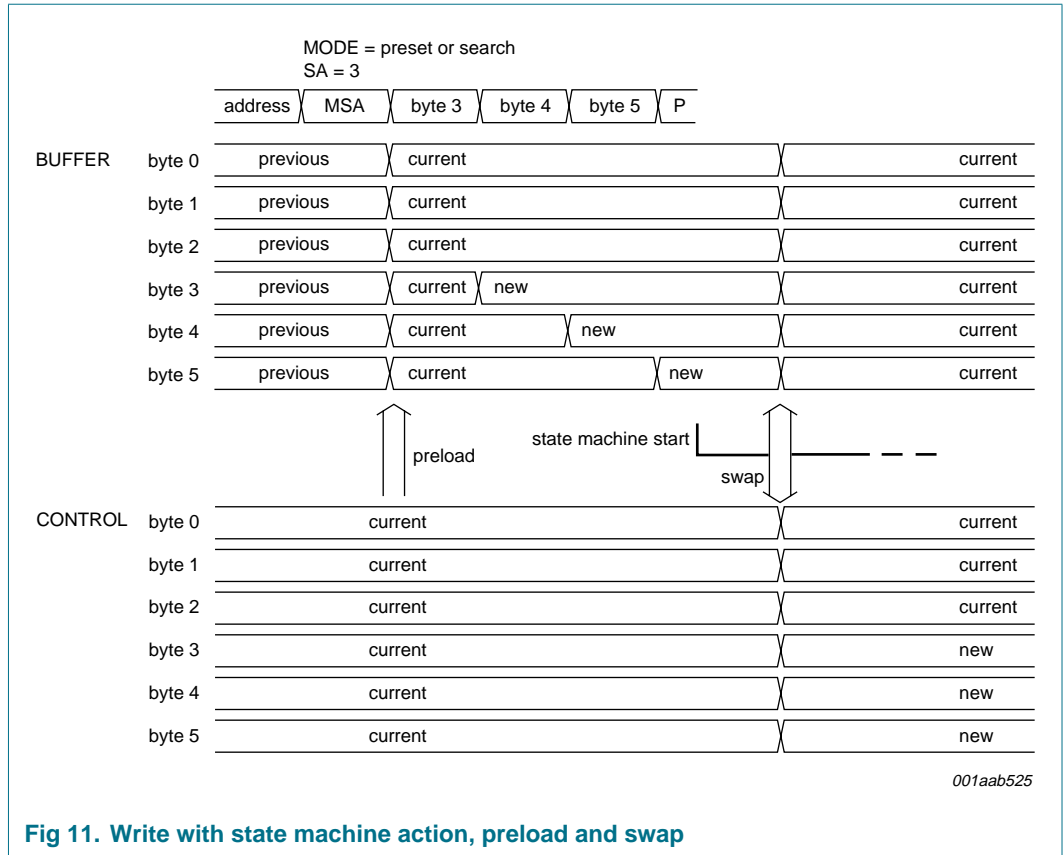 MODE = preset or search
SA = 3
address MSA byte 3 byte 4 byte 5 P
BUFFER byte 0 previous current current
byte 1 previous current current
byte 2 previous current current
byte 3 previous current new current
byte 4 previous current new current
byte 5 previous current new current
state machine start
preload
swap
CONTROL byte 0 current current
byte 1 current current
byte 2 current current
byte 3 current new
byte 4 current new
byte 5 current new
001aab525
Fig 11. Write with state machine action, preload and swap